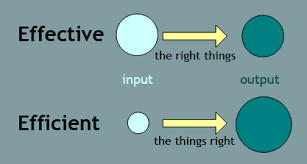 Effective
the right things
input output
Efficient
the things right